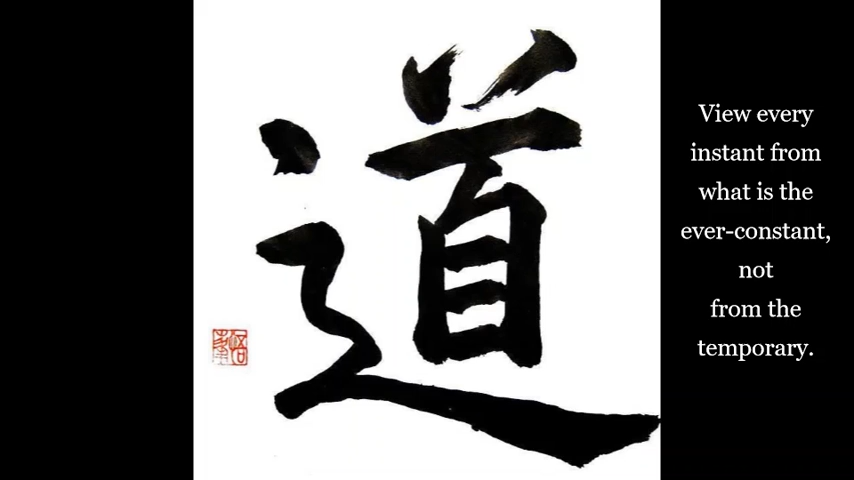 道
View every
instant from
what is the
ever-constant,
not
from the
temporary.